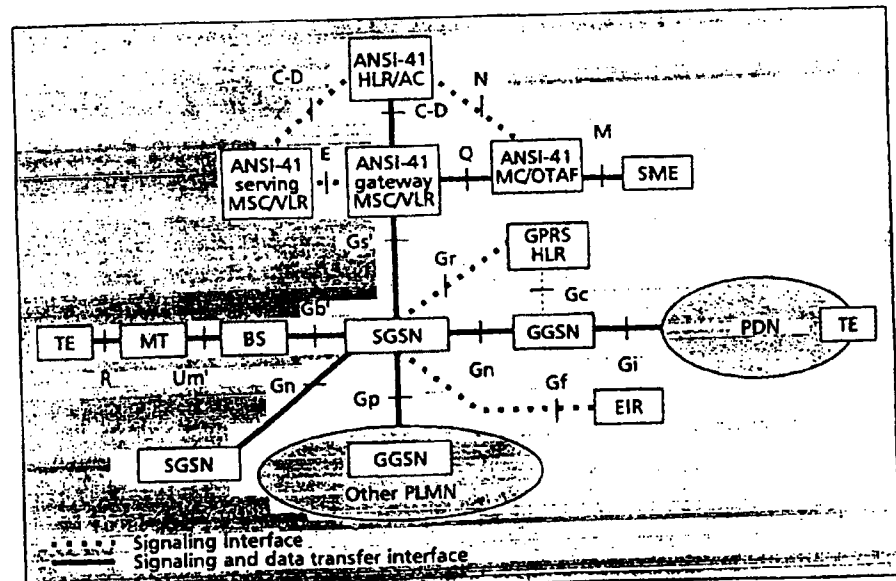 ANSI-41
HLR/AC
C-D
N
C-D
M
E
Q
ANSI-41
serving
MSC/VLR
ANSI-41
gateway
MSC/VLR
ANSI-41
MC/OTAF
SME
Gs'
GPRS
HLR
Gr
Gc
Gb'
TE
MT
BS
SGSN
GGSN
PDN
TE
R
Um'
Gn
Gn
Gi
Gp
Gf
EIR
SGSN
GGSN
Other PLMN
Signaling interface
Signaling and data transfer interface